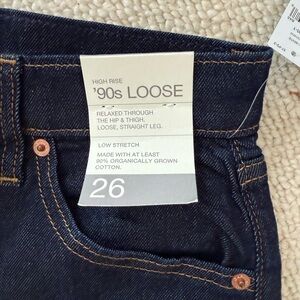 HIGH RISE
'90s LOOSE
RELAXED THROUGH
THE HIP & THIGH.
LOOSE, STRAIGHT LEG.
LOW STRETCH
MADE WITH AT LEAST
90% ORGANICALLY GROWN
COTTON.
26